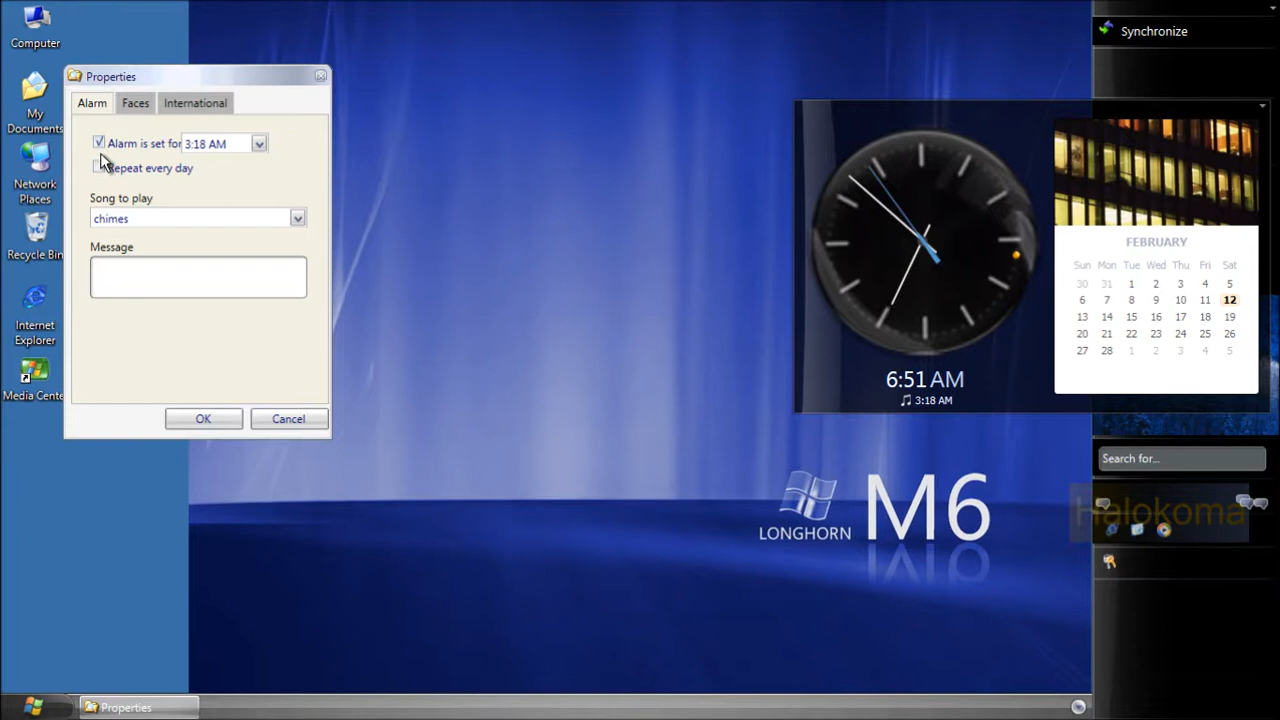 Computer
My
Documents
Network
Places
Recycle Bin
Internet
Explorer
Media Cente
Properties
Alarm Faces International
Alarm is set for 3:18 AM
Repeat every day
Song to play
chimes
Message
OK Cancel
Synchronize
6:51 AM
3:18 AM
FEBRUARY
Sun Mon Tue Wed Thu Fri Sat
30 31 1 2 3 4 5
6 7 8 9 10 11 12
13 14 15 16 17 18 19
20 21 22 23 24 25 26
27 28 1 2 3 4 5
Search for...
Halokoma
LONGHORN M6
Properties